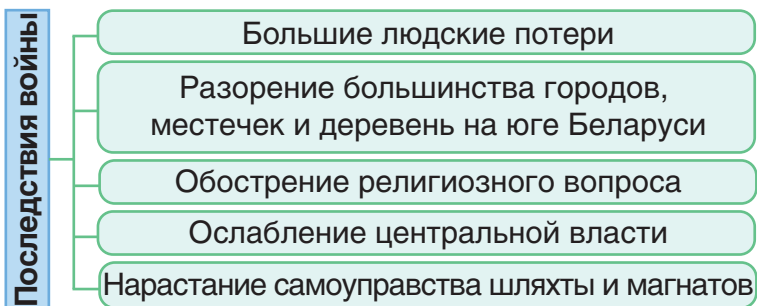 Последствия войны
Большие людские потери
Разорение большинства городов,
местечек и деревень на юге Беларуси
Обострение религиозного вопроса
Ослабление центральной власти
Нарастание самоуправства шляхты и магнатов